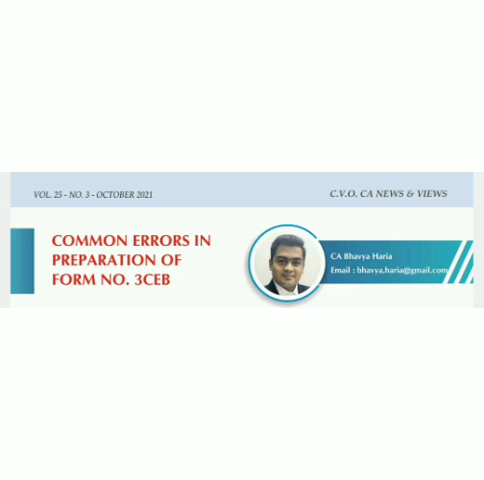 VOL. 25 - NO. 3 - OCTOBER 2021
C.V.O. CA NEWS & VIEWS
COMMON ERRORS IN
PREPARATION OF
FORM NO. 3CEB
CA Bhavya Haria
Email : bhavya.haria@gmail.com